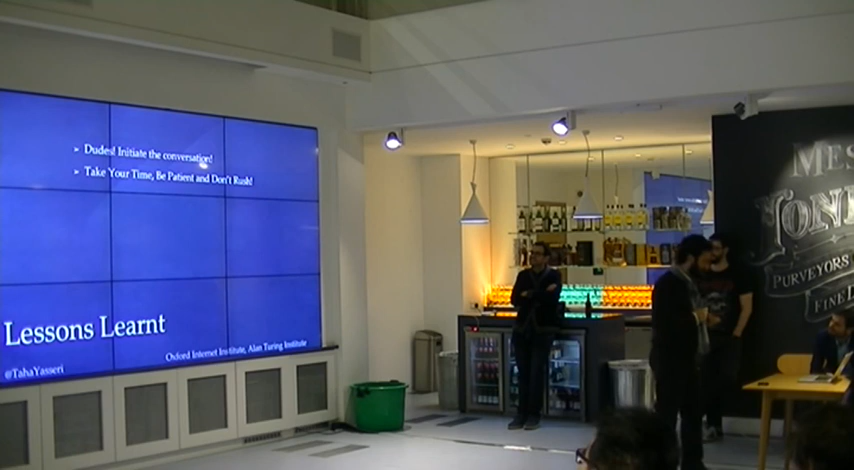 ➢ Dudes! Initiate the conversation!
➢ Take Your Time, Be Patient and Don't Rush!
Lessons Learnt
Oxford Internet Institute, Alan Turing Institute
@TahaYasseri
MES
PURVEYORS
FINE